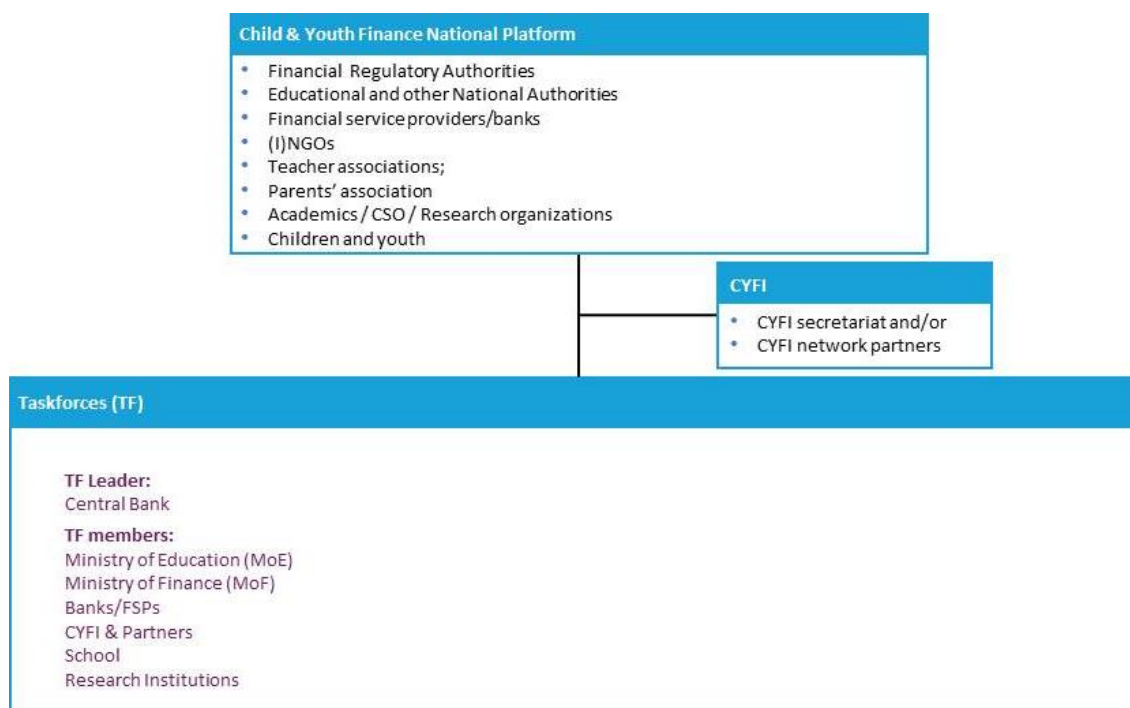 Child & Youth Finance National Platform
• Financial Regulatory Authorities
• Educational and other National Authorities
• Financial service providers/banks
• (I)NGOs
• Teacher associations;
• Parents’ association
• Academics / CSO / Research organizations
• Children and youth
CYFI
• CYFI secretariat and/or
• CYFI network partners
Taskforces (TF)
TF Leader:
Central Bank
TF members:
Ministry of Education (MoE)
Ministry of Finance (MoF)
Banks/FSPs
CYFI & Partners
School
Research Institutions